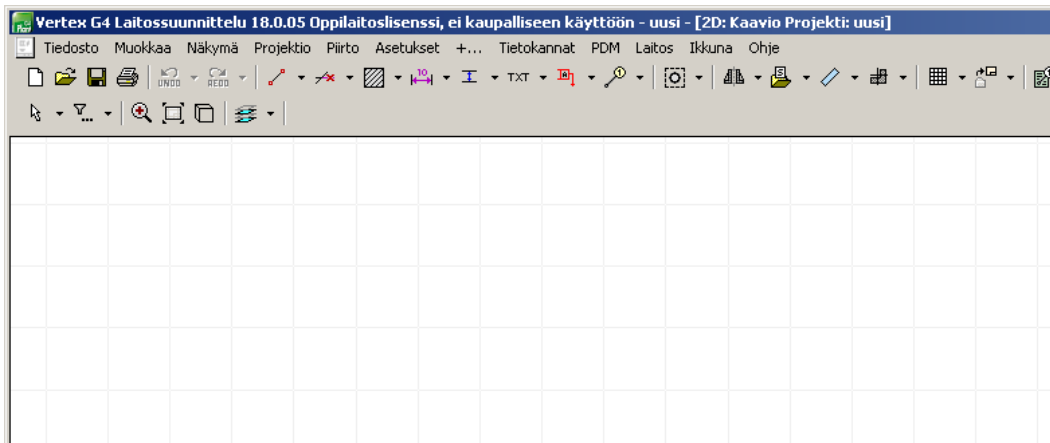 Vertex G4 Laitossuunnittelu 18.0.05 Oppilaitoslisenssi, ei kaupalliseen käyttöön - uusi - [2D: Kaavio Projekti: uusi]
Tiedosto Muokkaa Näkymä Projektio Piirto Asetukset +... Tietokannat PDM Laitos Ikkuna Ohje
UNDO REDO 10 TXT